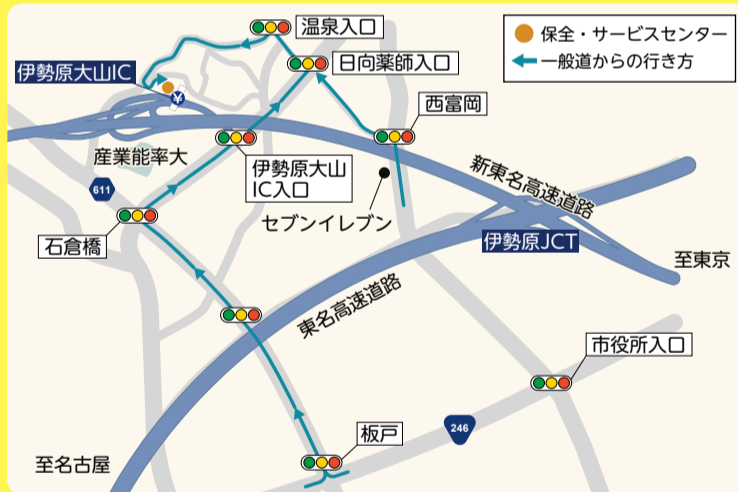 温泉入口
保全・サービスセンター
一般道からの行き方
日向薬師入口
伊勢原大山IC
¥
西富岡
産業能率大
伊勢原大山
IC入口
新東名高速道路
611
セブンイレブン
石倉橋
伊勢原JCT
至東京
東名高速道路
市役所入口
246
板戸
至名古屋